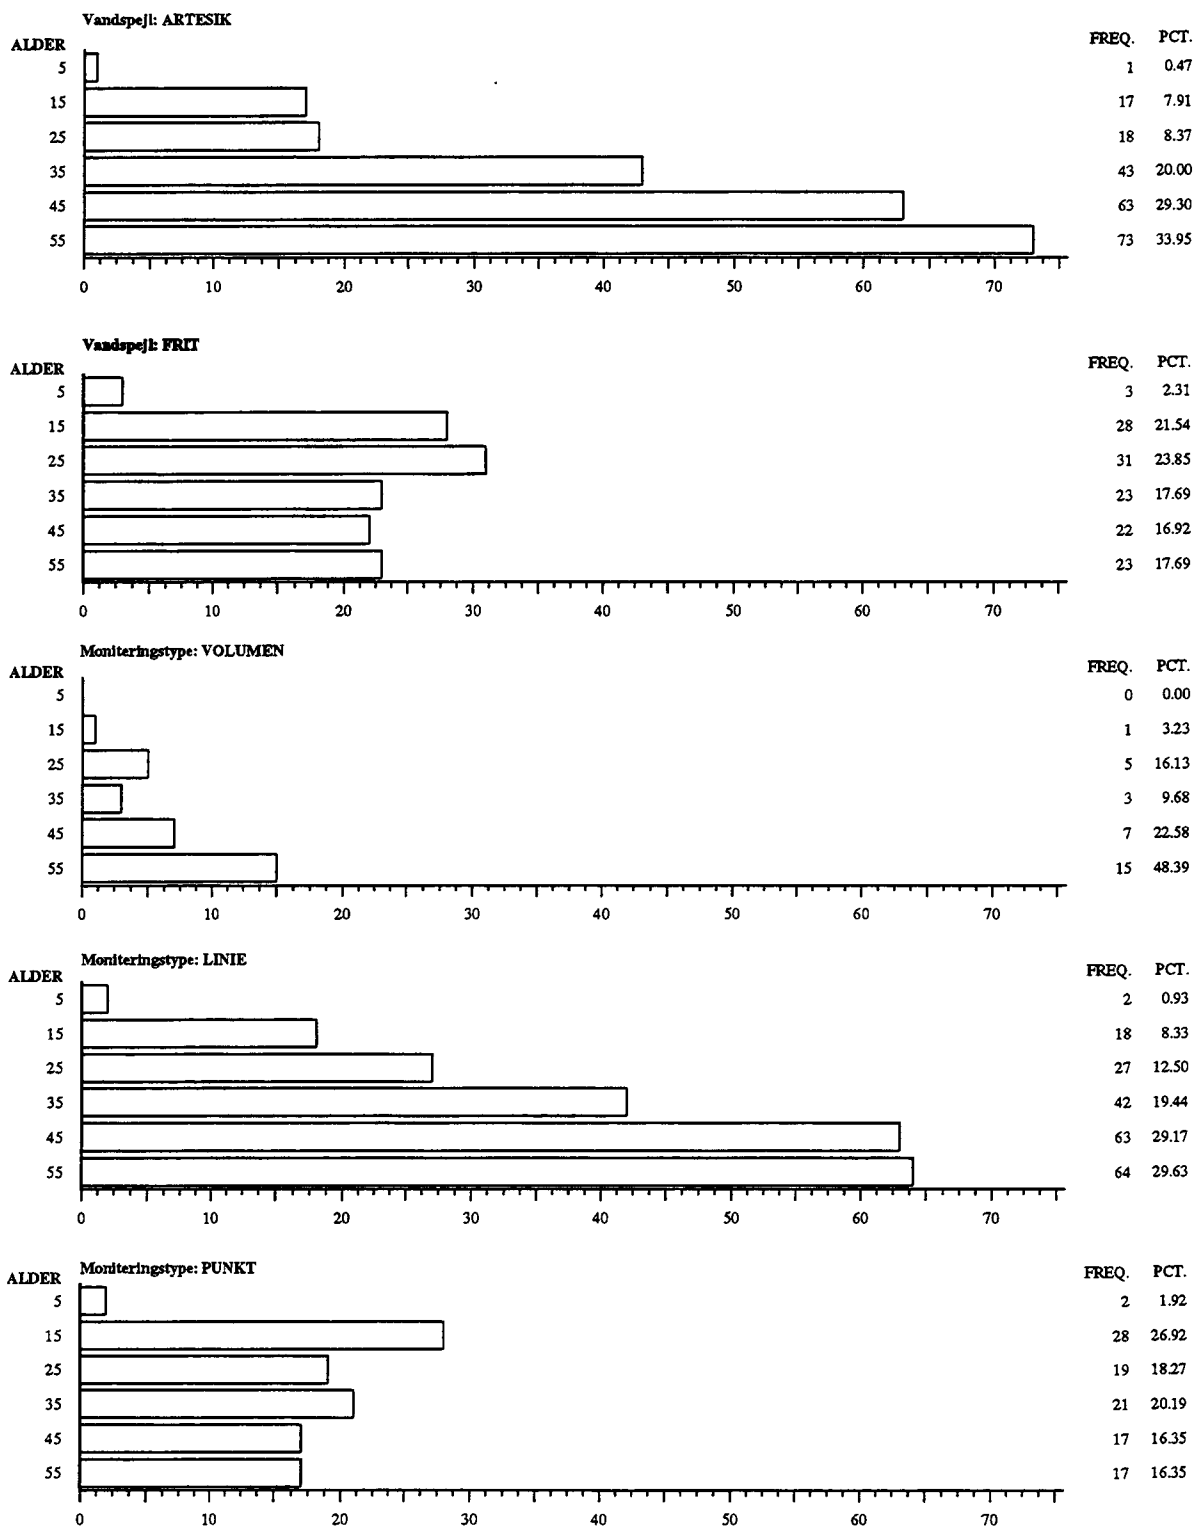 Vandspejl: ARTESIK
ALDER FREQ. PCT.
5 1 0.47
15 17 7.91
25 18 8.37
35 43 20.00
45 63 29.30
55 73 33.95
0 10 20 30 40 50 60 70
Vandspejl: FRIT
ALDER FREQ. PCT.
5 3 2.31
15 28 21.54
25 31 23.85
35 23 17.69
45 22 16.92
55 23 17.69
0 10 20 30 40 50 60 70
Moniteringstype: VOLUMEN
ALDER FREQ. PCT.
5 0 0.00
15 1 3.23
25 5 16.13
35 3 9.68
45 7 22.58
55 15 48.39
0 10 20 30 40 50 60 70
Moniteringstype: LINIE
ALDER FREQ. PCT.
5 2 0.93
15 18 8.33
25 27 12.50
35 42 19.44
45 63 29.17
55 64 29.63
0 10 20 30 40 50 60 70
Moniteringstype: PUNKT
ALDER FREQ. PCT.
5 2 1.92
15 28 26.92
25 19 18.27
35 21 20.19
45 17 16.35
55 17 16.35
0 10 20 30 40 50 60 70